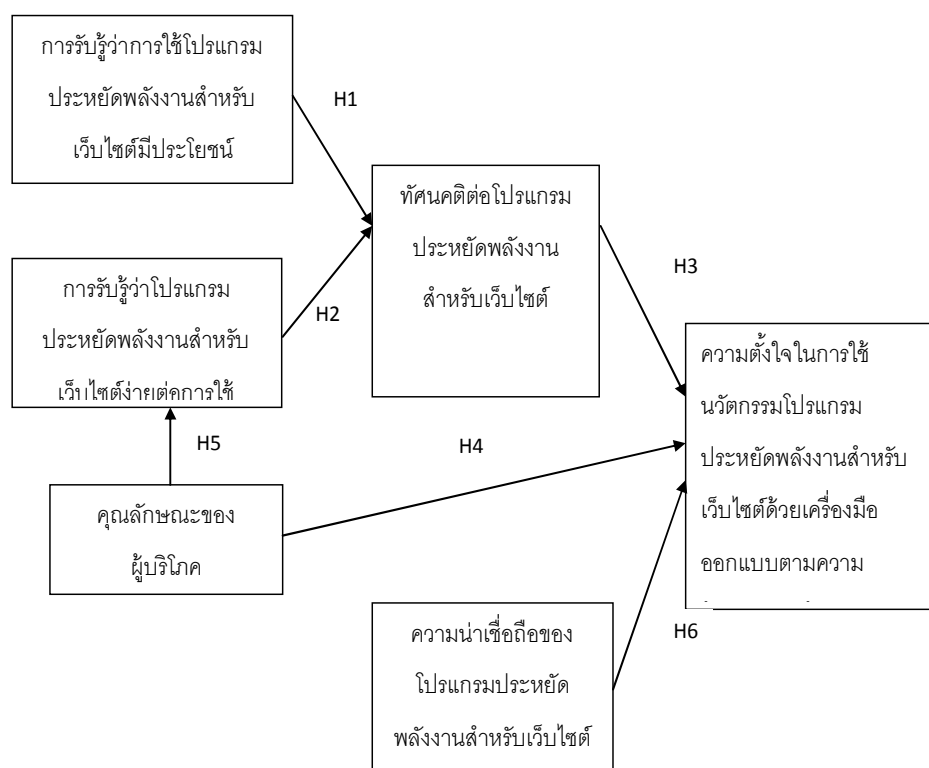 การรับรู้ว่าการใช้โปรแกรม
ประหยัดพลังงานสำหรับ
เว็บไซต์มีประโยชน์
H1
ทัศนคติต่อโปรแกรม
ประหยัดพลังงาน
สำหรับเว็บไซต์
การรับรู้ว่าโปรแกรม
ประหยัดพลังงานสำหรับ
เว็บไซต์ง่ายต่อการใช้
H2
H3
ความตั้งใจในการใช้
นวัตกรรมโปรแกรม
ประหยัดพลังงานสำหรับ
เว็บไซต์ด้วยเครื่องมือ
ออกแบบตามความ
H5
H4
คุณลักษณะของ
ผู้บริโภค
ความน่าเชื่อถือของ
โปรแกรมประหยัด
พลังงานสำหรับเว็บไซต์
H6